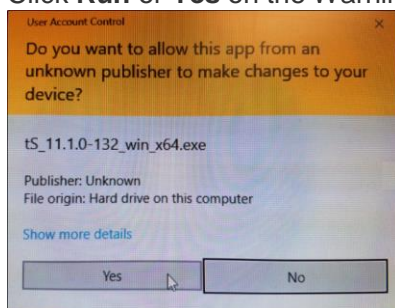 Click Run or Yes on the Warnin
User Account Control
Do you want to allow this app from an
unknown publisher to make changes to your
device?
tS_11.1.0-132_win_x64.exe
Publisher: Unknown
File origin: Hard drive on this computer
Show more details
Yes
No